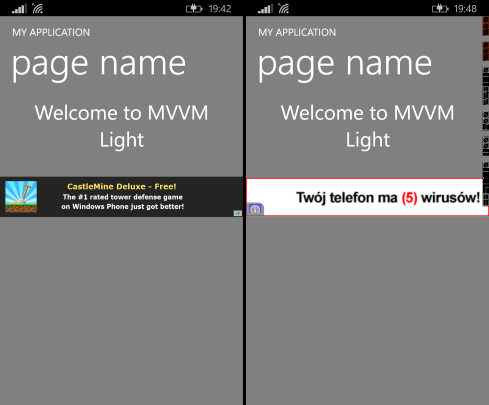 19:42
MY APPLICATION
page name
Welcome to MVVM
Light
CastleMine Deluxe - Free!
The #1 rated tower defense game
on Windows Phone just got better!
19:48
MY APPLICATION
page name
Welcome to MVVM
Light
Twój telefon ma (5) wirusów!